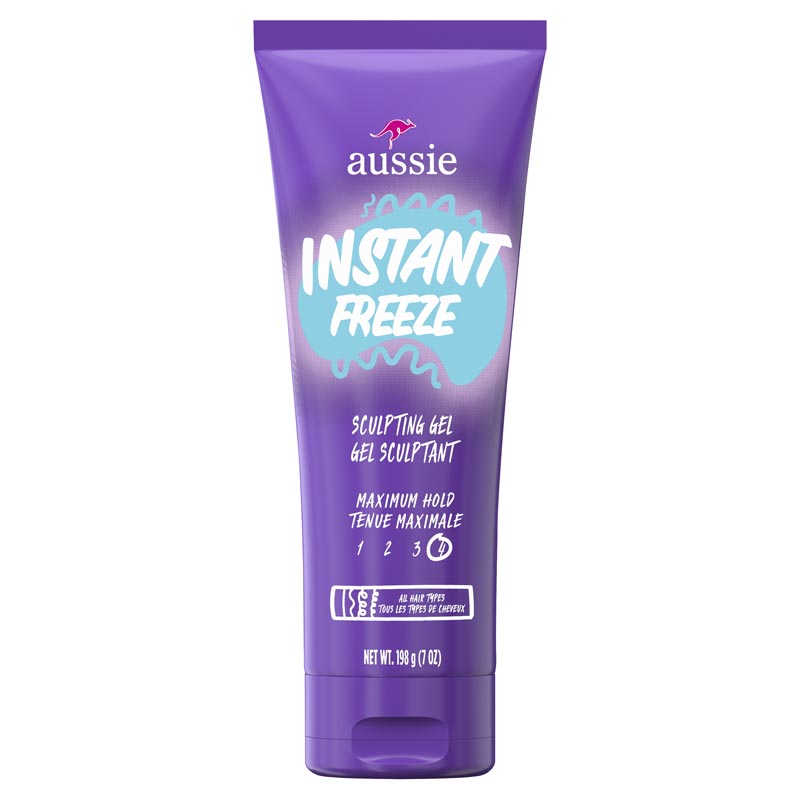 aussie
INSTANT
FREEZE
SCULPTING GEL
GEL SCULPTANT
MAXIMUM HOLD
TENUE MAXIMALE
1 2 3 4
ALL HAIR TYPES
TOUS LES TYPES DE CHEVEUX
NET WT. 198 g (7 OZ)